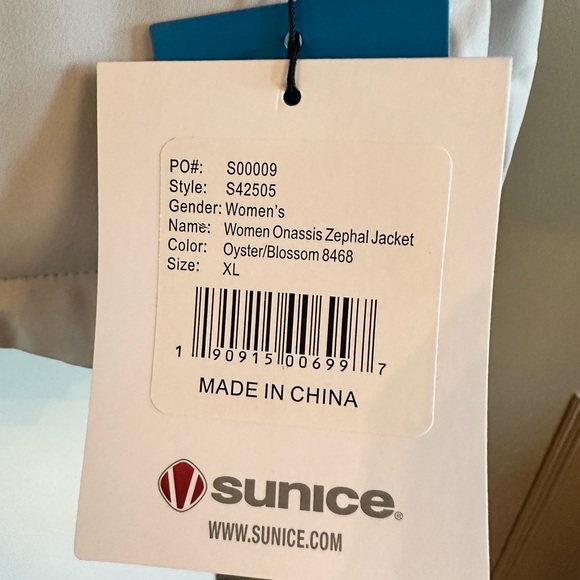 PO#: S00009
Style: S42505
Gender: Women's
Name: Women Onassis Zephal Jacket
Color: Oyster/Blossom 8468
Size: XL
1 90915 00699 7
MADE IN CHINA
sunice®
WWW.SUNICE.COM